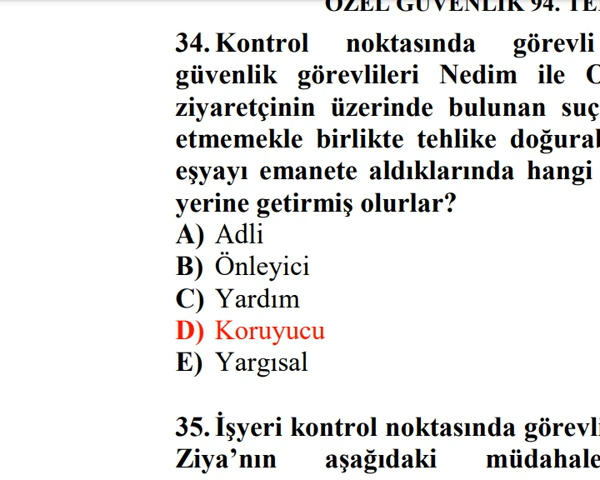 ÖZEL GÜVENLİK 94. TE
34. Kontrol noktasında görevli
güvenlik görevlileri Nedim ile
ziyaretçinin üzerinde bulunan suç
etmemekle birlikte tehlike
eşyayı emanete aldıklarında hangi
yerine getirmiş olurlar?
A) Adli
B) Önleyici
C) Yardım
D) Koruyucu
E) Yargısal
35. İşyeri kontrol noktasında görevli
Ziya’nın aşağıdaki müdahale